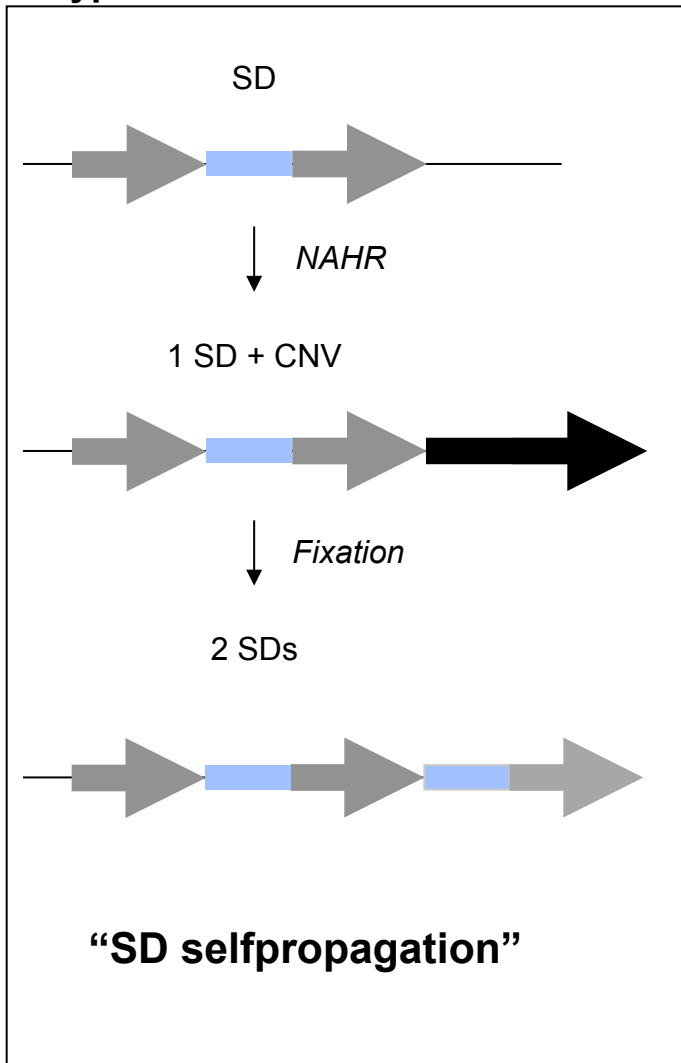 SD
NAHR
1 SD + CNV
Fixation
2 SDs
“SD selfpropagation”